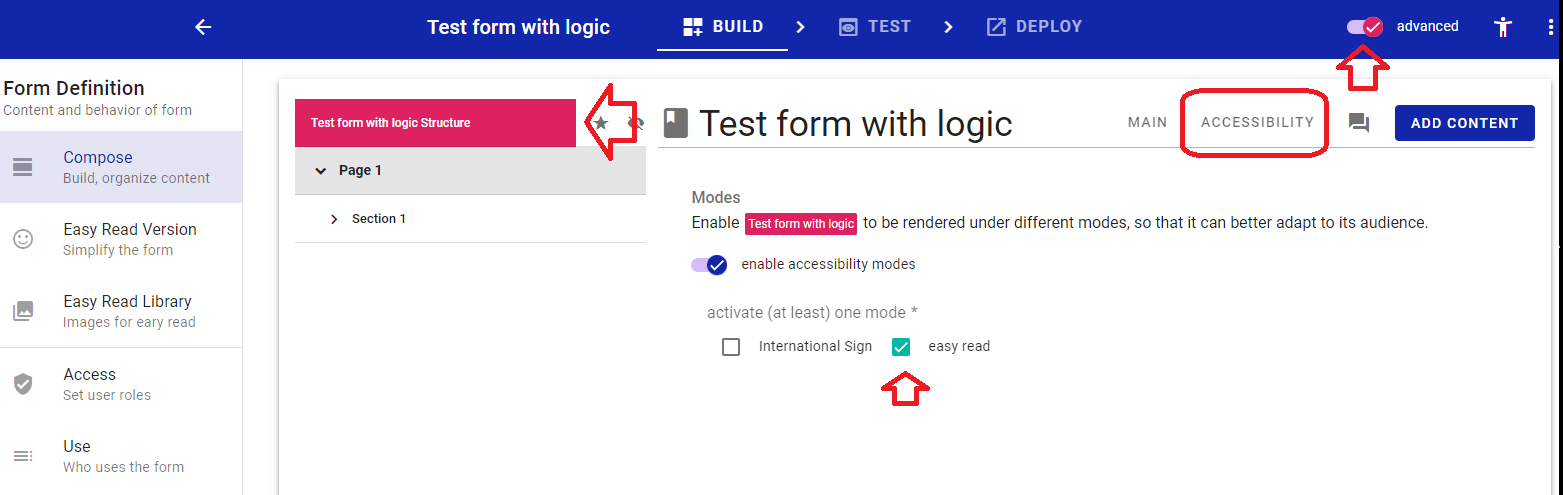 Test form with logic
BUILD
TEST
DEPLOY
advanced
Form Definition
Content and behavior of form
Compose
Build, organize content
Easy Read Version
Simplify the form
Easy Read Library
Images for eary read
Access
Set user roles
Use
Who uses the form
Test form with logic Structure
Page 1
Section 1
Test form with logic
MAIN
ACCESSIBILITY
ADD CONTENT
Modes
Enable Test form with logic to be rendered under different modes, so that it can better adapt to its audience.
enable accessibility modes
activate (at least) one mode *
International Sign
easy read